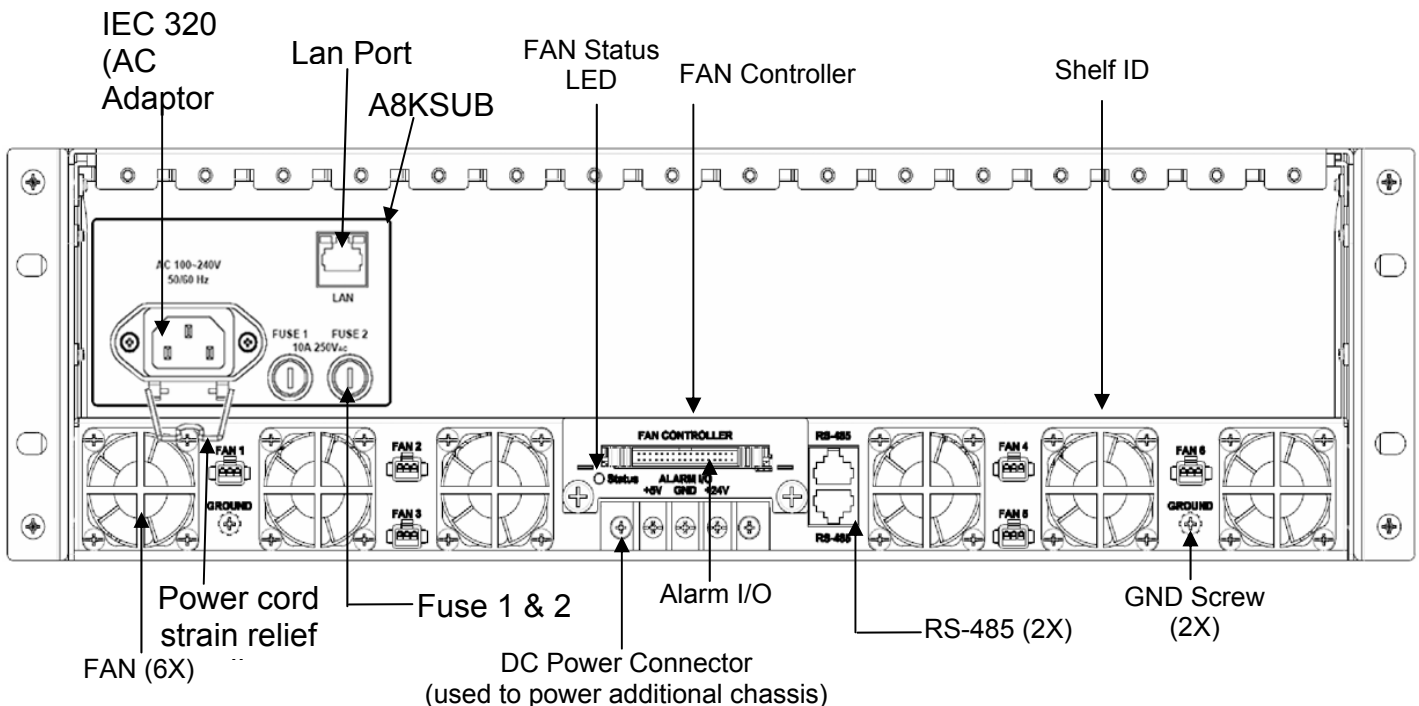 IEC 320
(AC
Adaptor
Lan Port
A8KSUB
FAN Status
LED
FAN Controller
Shelf ID
AC 100~240V
50/60 Hz
LAN
FUSE 1 FUSE 2
10A 250VAC
FAN 1
GROUND
FAN 2
FAN 3
FAN CONTROLLER
Status ALARM I/O
+5V GND +24V
RS-485
RS-485
FAN 4
FAN 5
FAN 6
GROUND
Power cord
strain relief
FAN (6X)
Fuse 1 & 2
Alarm I/O
DC Power Connector
(used to power additional chassis)
RS-485 (2X)
GND Screw
(2X)